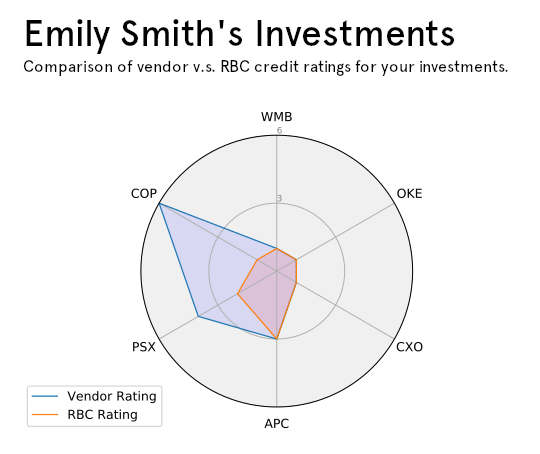 Emily Smith's Investments
Comparison of vendor v.s. RBC credit ratings for your investments.
WMB
6
COP
OKE
3
PSX
CXO
APC
Vendor Rating
RBC Rating